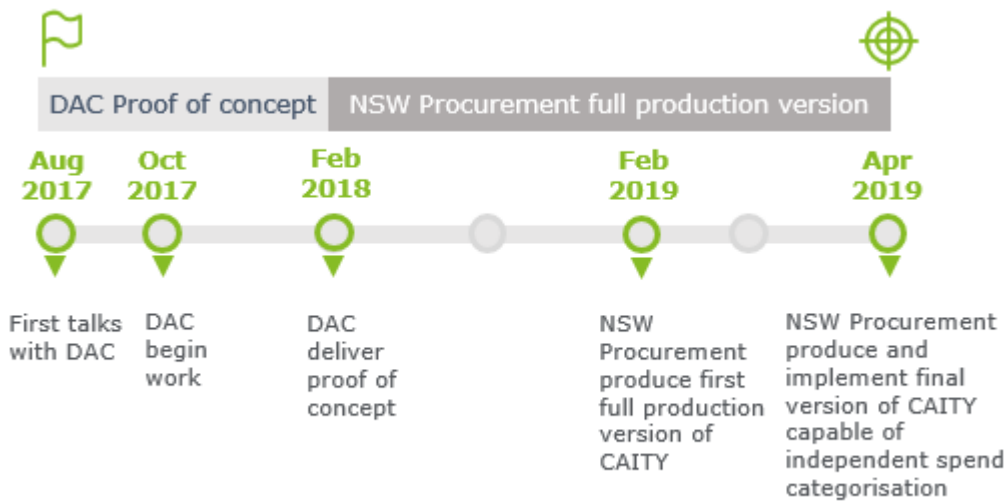 DAC Proof of concept
NSW Procurement full production version
Aug
2017
Oct
2017
Feb
2018
Feb
2019
Apr
2019
First talks
with DAC
DAC
begin
work
DAC
deliver
proof of
concept
NSW
Procurement
produce first
full production
version of
CAITY
NSW Procurement
produce and
implement final
version of CAITY
capable of
independent spend
categorisation